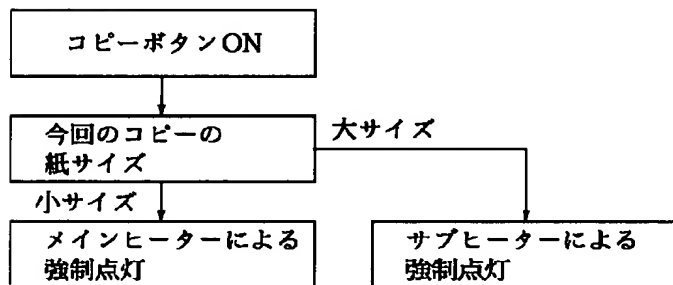 コピーボタンON
今回のコピーの
紙サイズ
大サイズ
小サイズ
メインヒーターによる
強制点灯
サブヒーターによる
強制点灯